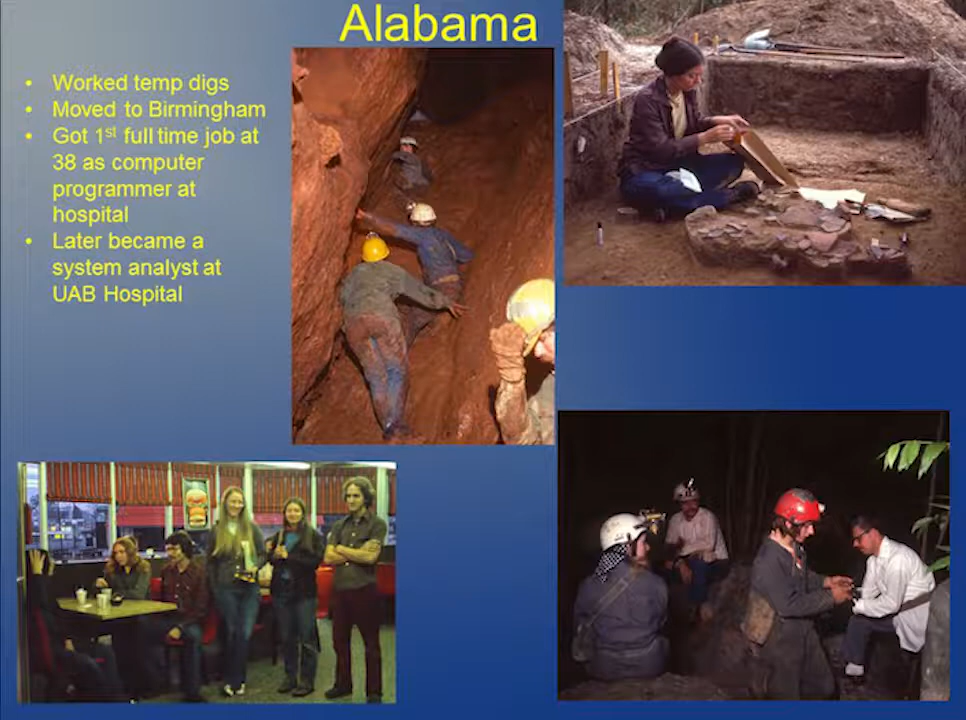 Alabama
• Worked temp digs
• Moved to Birmingham
• Got 1st full time job at
38 as computer
programmer at
hospital
• Later became a
system analyst at
UAB Hospital